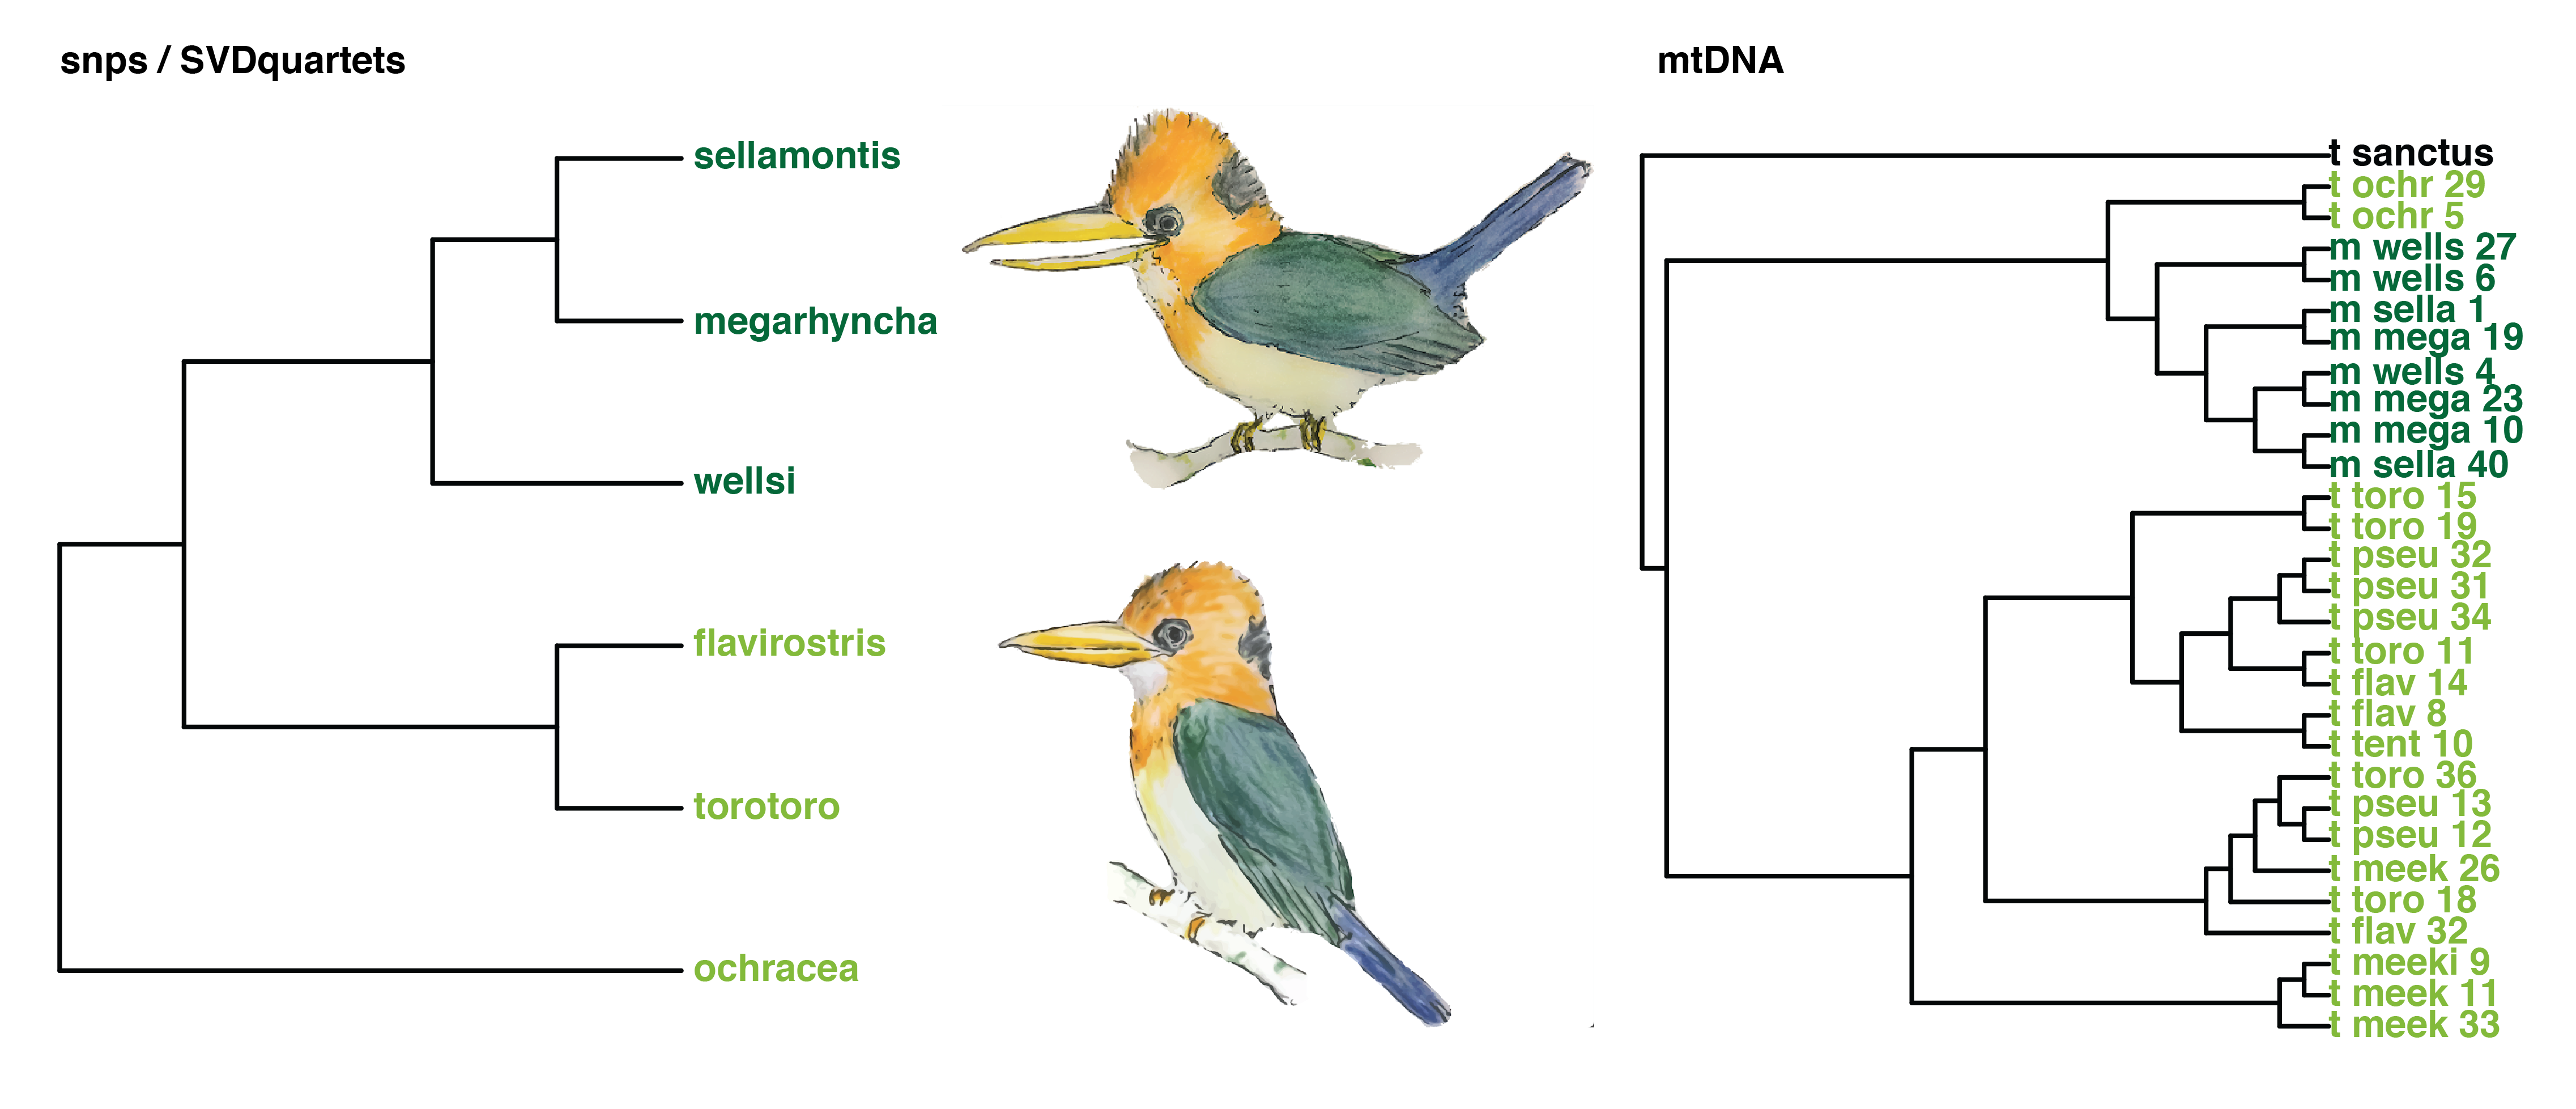 snps / SVDquartets
sellamontis
megarhyncha
wellsi
flavirostris
torotoro
ochracea
mtDNA
t sanctus
t ochr 29
t ochr 5
m wells 27
m wells 6
m sella 1
m mega 19
m wells 4
m mega 23
m mega 10
m sella 40
t toro 15
t toro 19
t pseu 32
t pseu 31
t pseu 34
t toro 11
t flav 14
t flav 8
t tent 10
t toro 36
t pseu 13
t pseu 12
t meek 26
t toro 18
t flav 32
t meeki 9
t meek 11
t meek 33